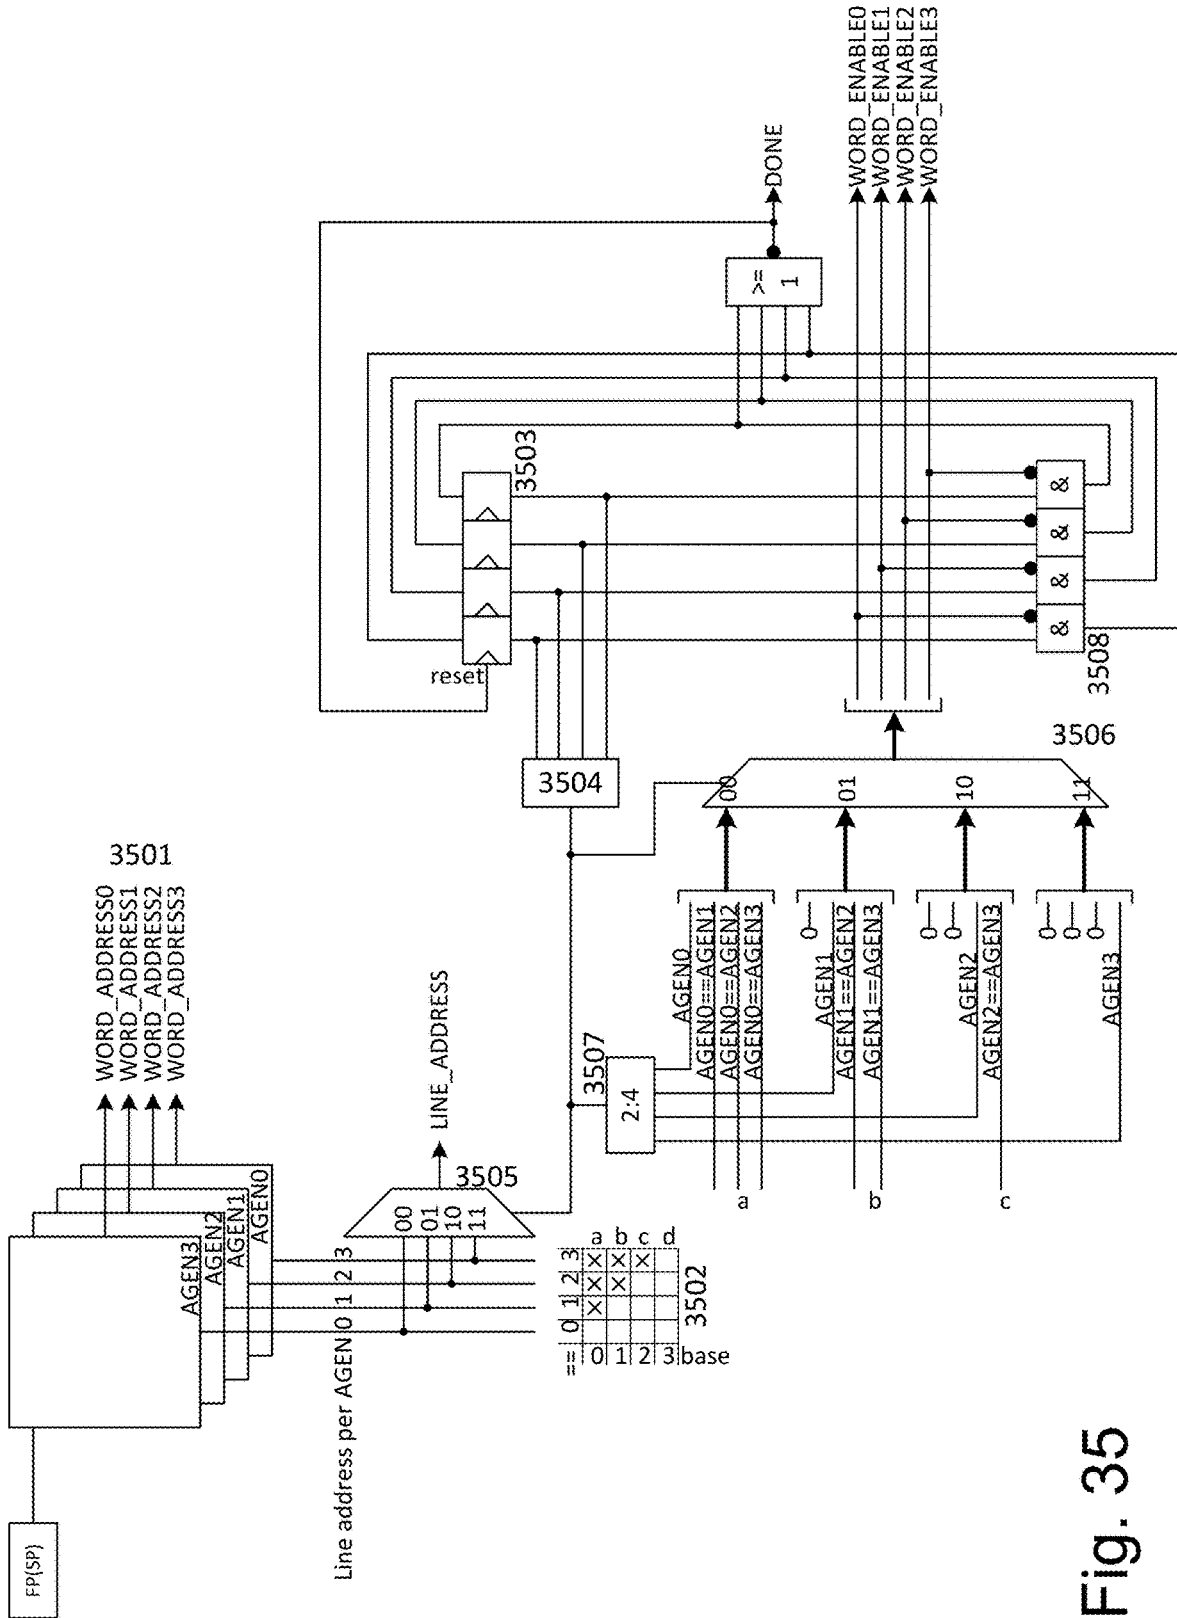 FP(SP)
AGEN3
AGEN2
AGEN1
AGEN0
3501
WORD_ADDRESS0
WORD_ADDRESS1
WORD_ADDRESS2
WORD_ADDRESS3
Line address per AGEN 0 1 2 3
00
01
10
11
3505
LINE_ADDRESS
== 0 1 2 3
0 × × × a
1 × × b
2 × c
3 d
base
3502
3504
reset
3503
>=
1
DONE
3507
2:4
AGEN0
AGEN0==AGEN1
AGEN0==AGEN2
AGEN0==AGEN3
a
0
AGEN1
AGEN1==AGEN2
AGEN1==AGEN3
b
0
0
AGEN2
AGEN2==AGEN3
c
0
0
0
AGEN3
00
01
10
11
3506
WORD_ENABLE0
WORD_ENABLE1
WORD_ENABLE2
WORD_ENABLE3
&
&
&
&
3508
Fig. 35